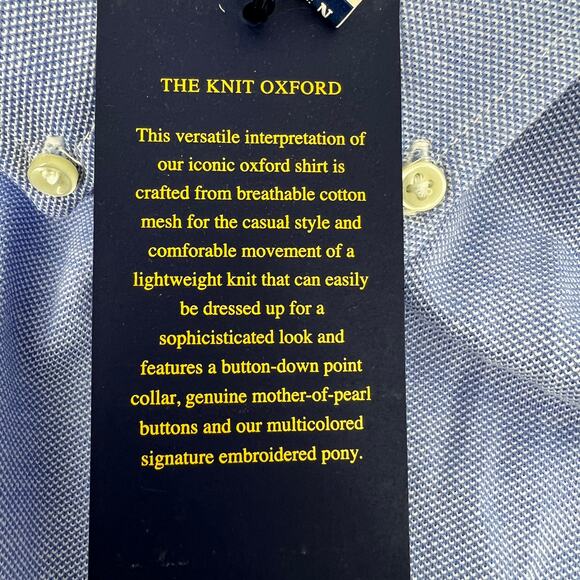 THE KNIT OXFORD
This versatile interpretation of
our iconic oxford shirt is
crafted from breathable cotton
mesh for the casual style and
comforable movement of a
lightweight knit that can easily
be dressed up for a
sophicisticated look and
features a button-down point
collar, genuine mother-of-pearl
buttons and our multicolored
signature embroidered pony.